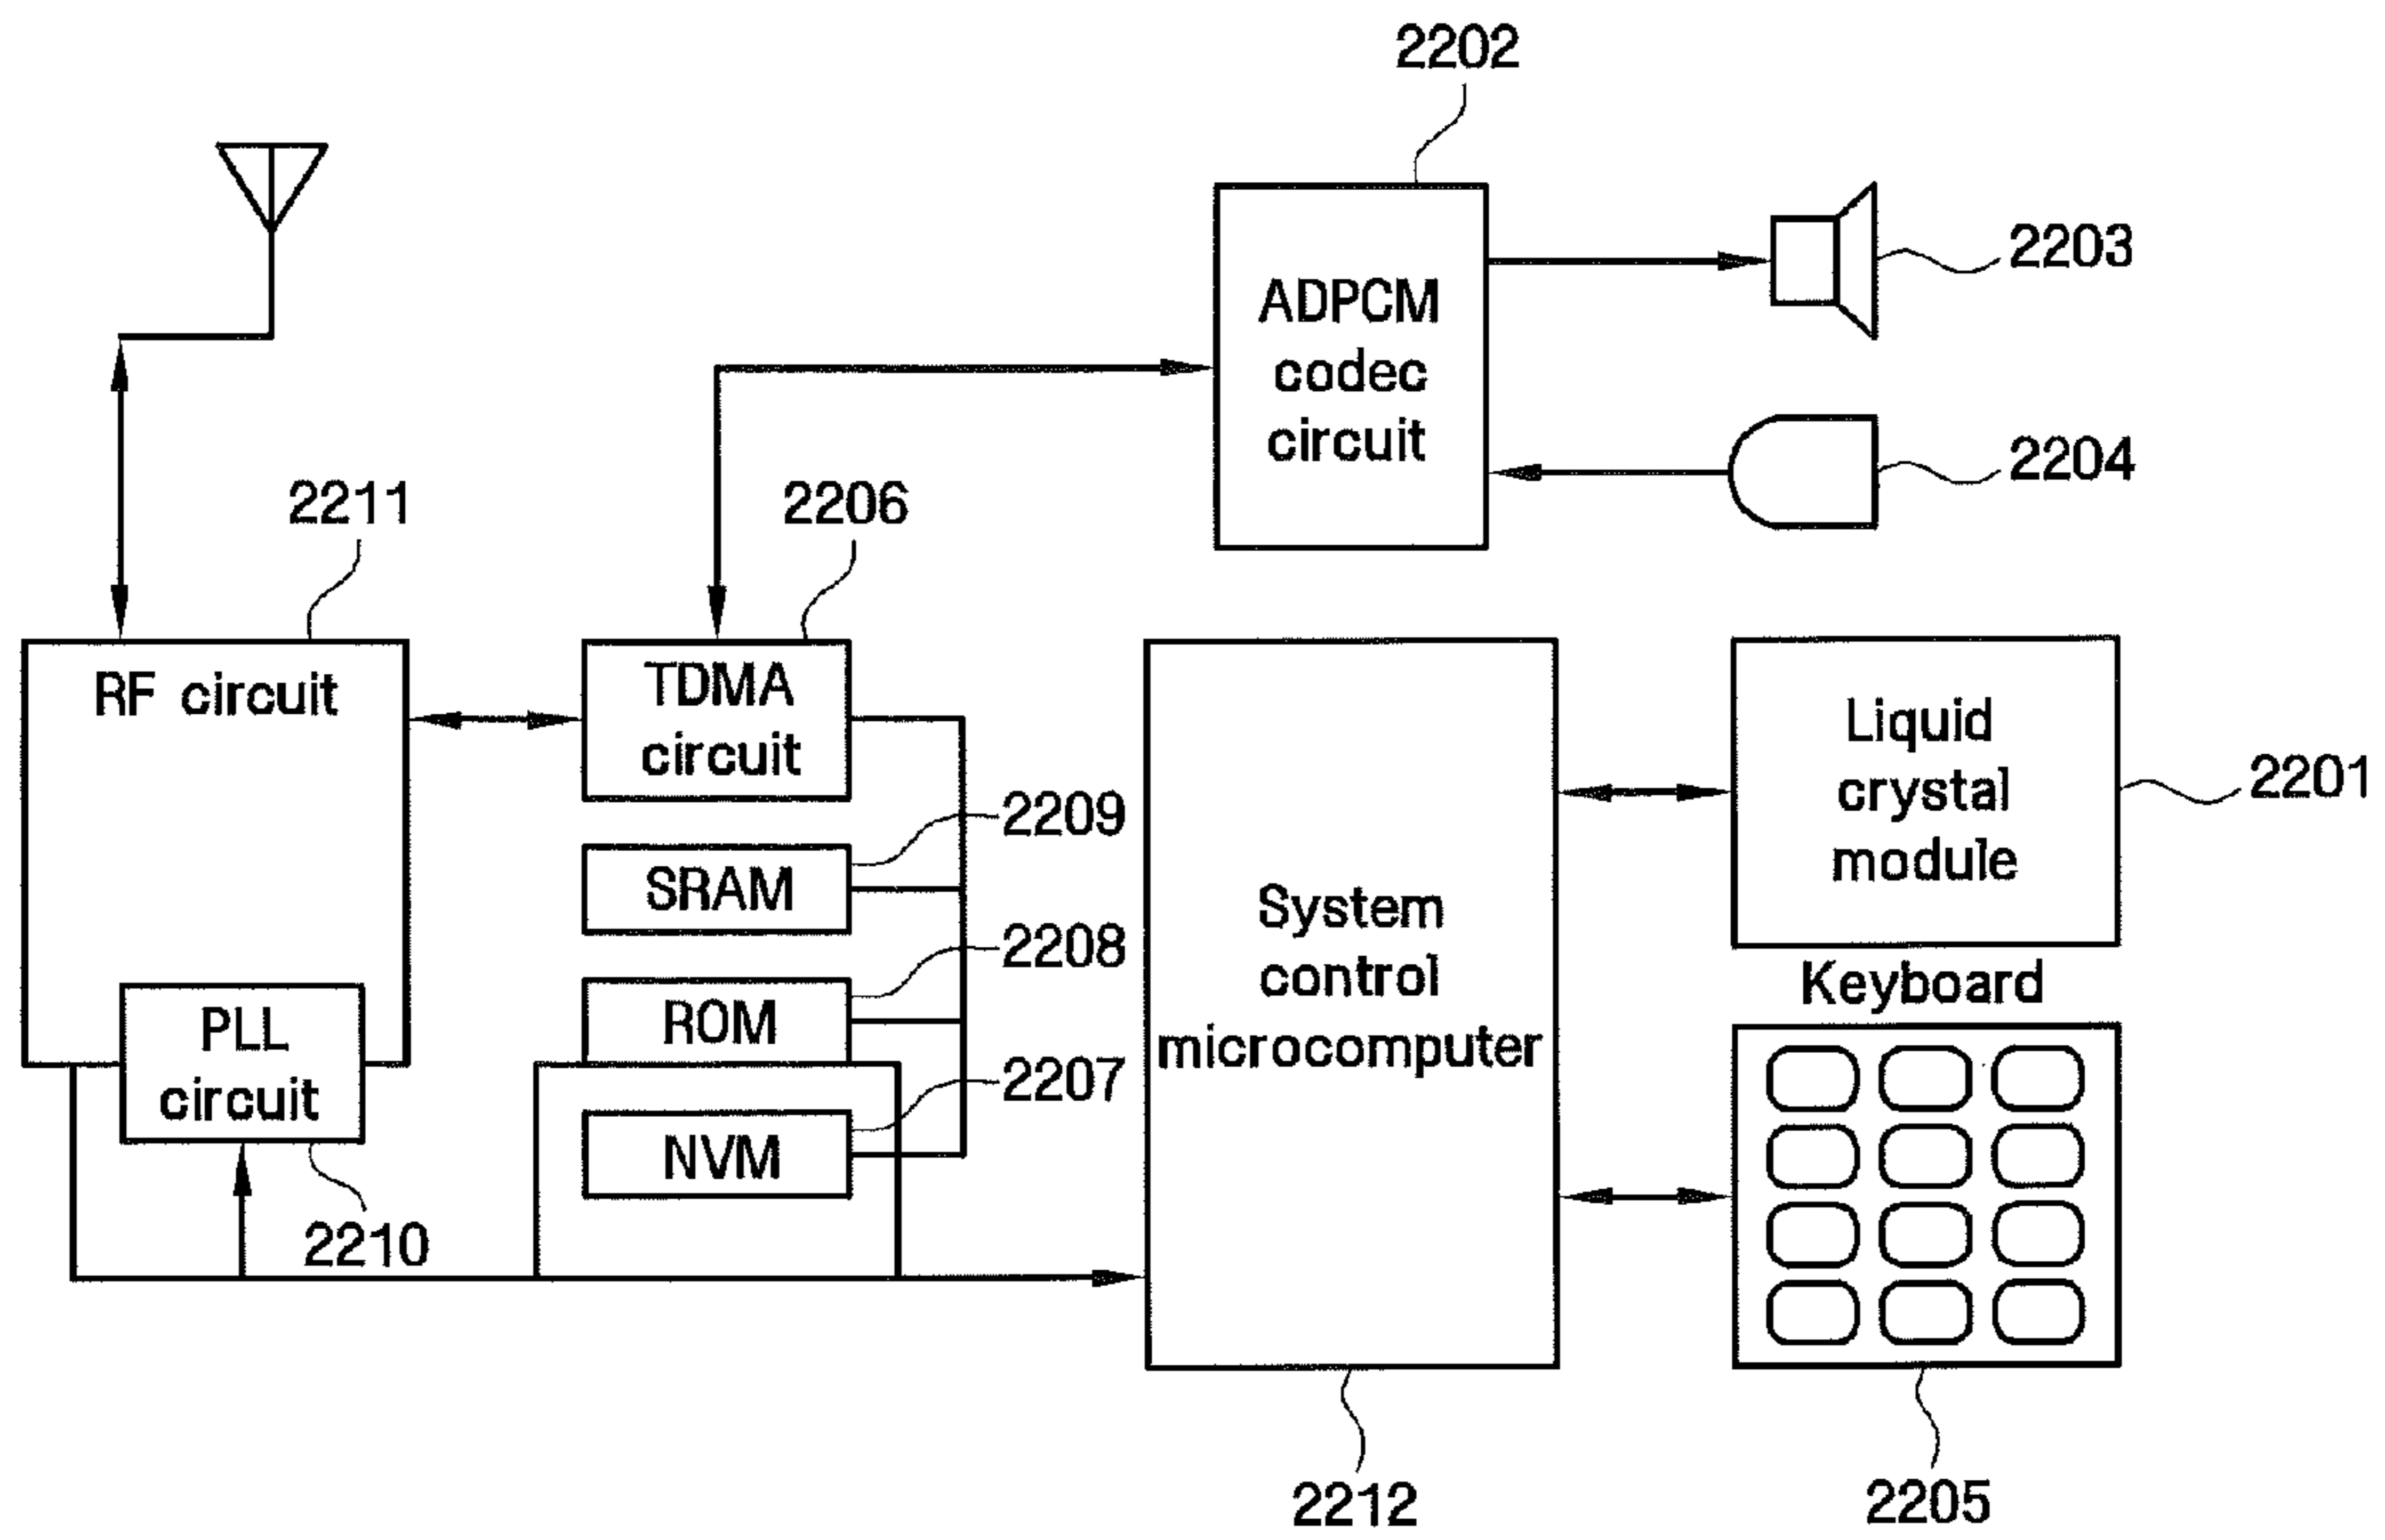 2202
2203
ADPCM
codec
circuit
2204
2211
2206
RF circuit
TDMA
circuit
Liquid
crystal
module
2201
2209
SRAM
System
control
microcomputer
2208
ROM
Keyboard
PLL
circuit
2207
NVM
2210
2212
2205